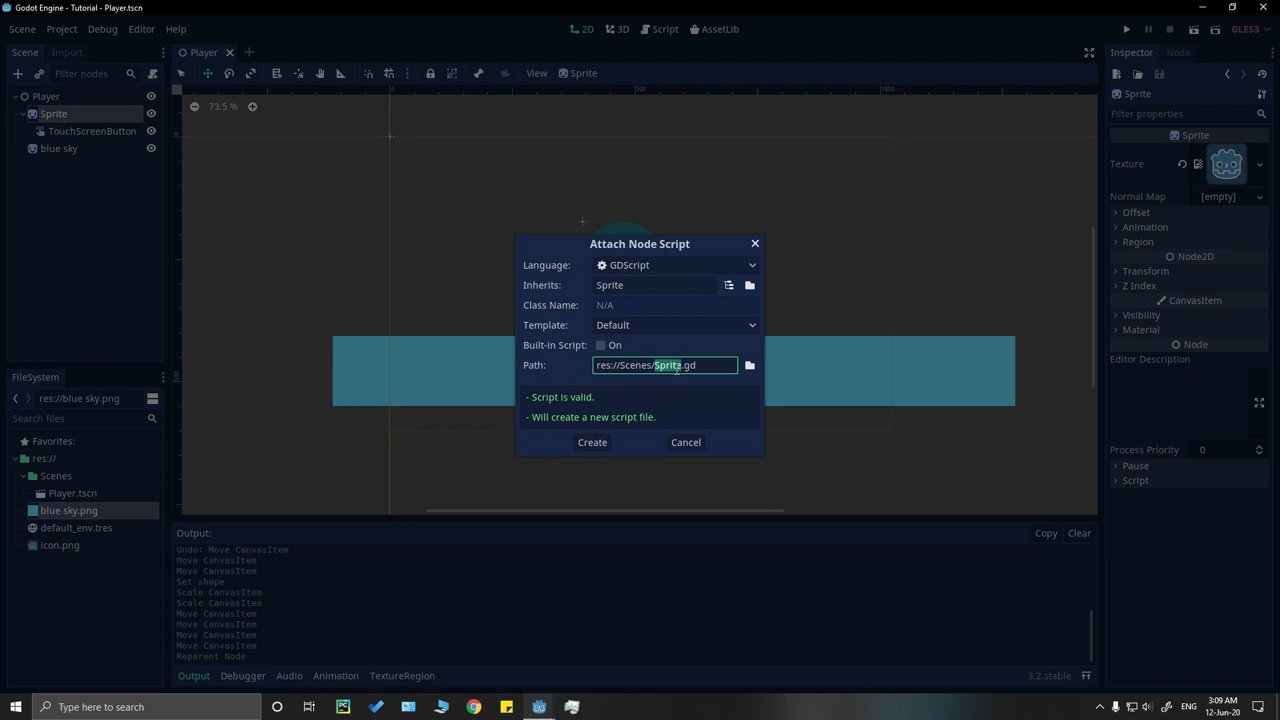 Godot Engine - Tutorial - Player.tscn
Scene Project Debug Editor Help
2D 3D Script AssetLib
GLES3
Scene Import
Player
Inspector Node
Filter nodes
View Sprite
Player
Sprite
TouchScreenButton
blue sky
73.5 %
0 500 1000
Sprite
Filter properties
Sprite
Texture
Normal Map [empty]
Offset
Animation
Region
Node2D
Transform
Z Index
CanvasItem
Visibility
Material
Node
Editor Description
Process Priority 0
Pause
Script
Attach Node Script
Language: GDScript
Inherits: Sprite
Class Name: N/A
Template: Default
Built-in Script: On
Path: res://Scenes/Sprite.gd
- Script is valid.
- Will create a new script file.
Create Cancel
FileSystem
res://blue sky.png
Search files
Favorites:
res://
Scenes
Player.tscn
blue sky.png
default_env.tres
icon.png
Output: Copy Clear
Undo: Move CanvasItem
Move CanvasItem
Move CanvasItem
Set shape
Scale CanvasItem
Scale CanvasItem
Move CanvasItem
Move CanvasItem
Move CanvasItem
Move CanvasItem
Reparent Node
Output Debugger Audio Animation TextureRegion
3.2.stable
Type here to search
ENG
3:09 AM
12-Jun-20